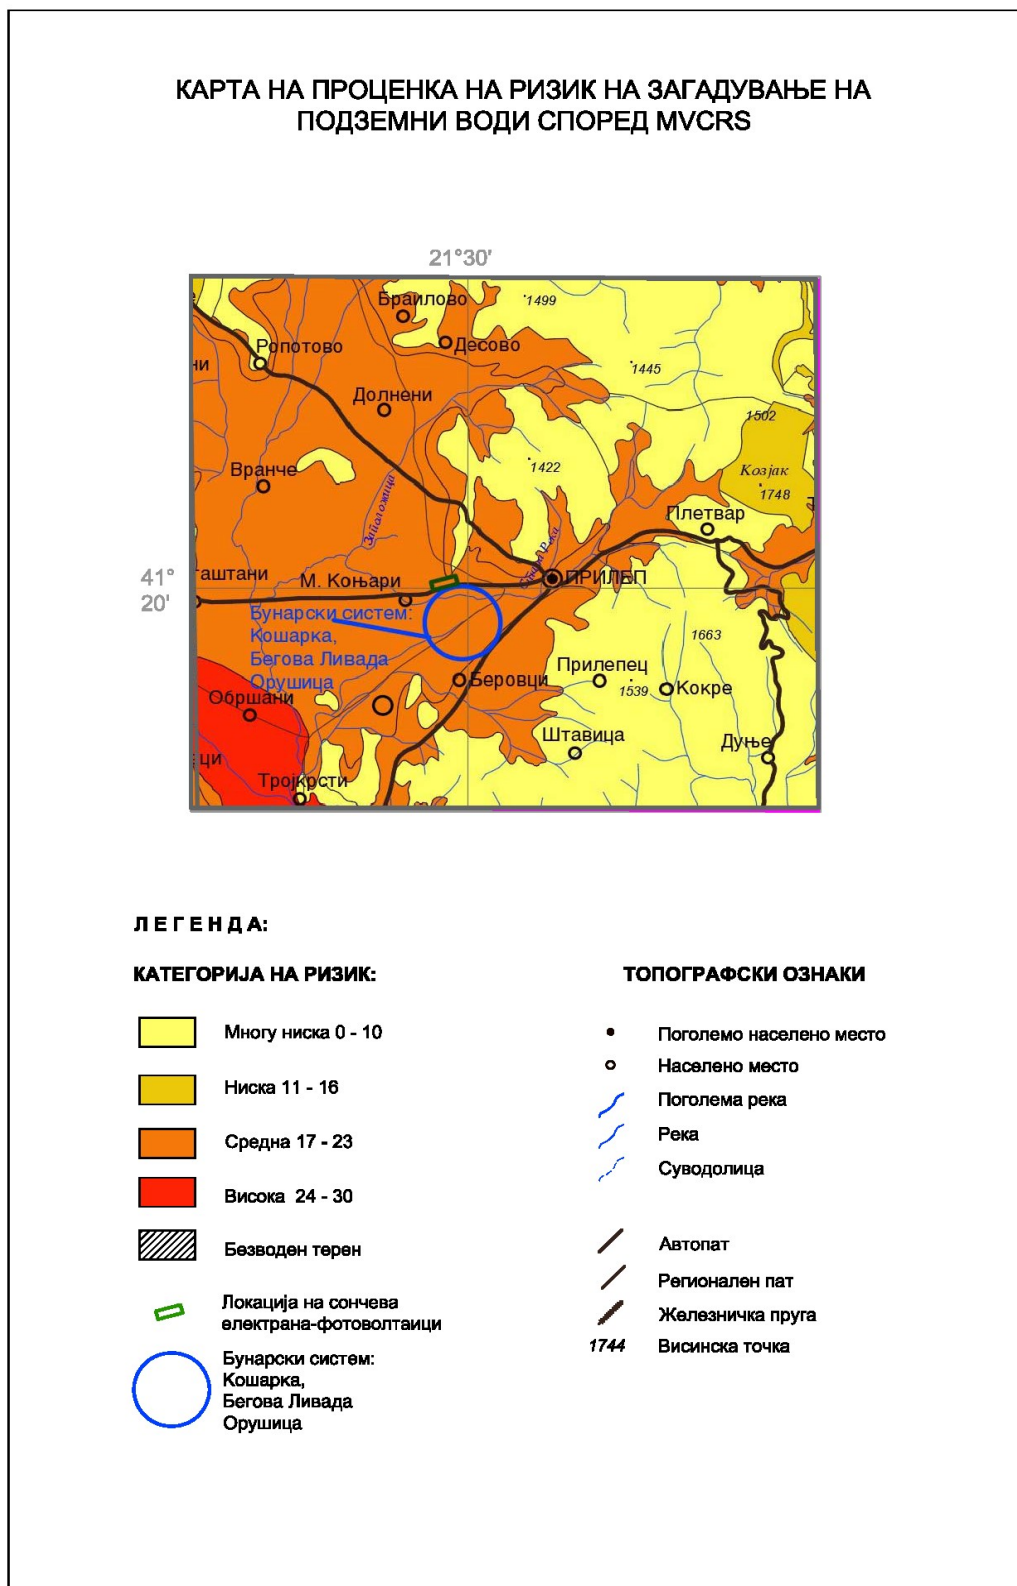 КАРТА НА ПРОЦЕНКА НА РИЗИК НА ЗАГАДУВАЊЕ НА
ПОДЗЕМНИ ВОДИ СПОРЕД MVCRS
21°30'
Браилово
1499
Ропотово
Десово
ни
1445
Долнени
1502
1422
Козјак
Вранче
1748
Плетвар
41°
20'
таштани
М. Коњари
ПРИЛЕП
Бунарски систем:
Кошарка,
Бегова Ливада
Орушица
1663
Прилепец
Беровци
1539
Кокре
Обршани
Штавица
Дуње
ци
Тројкрсти
ЛЕГЕНДА:
КАТЕГОРИЈА НА РИЗИК:
Многу ниска 0 - 10
Ниска 11 - 16
Средна 17 - 23
Висока 24 - 30
Безводен терен
Локација на сончева
електрана-фотоволтаици
Бунарски систем:
Кошарка,
Бегова Ливада
Орушица
ТОПОГРАФСКИ ОЗНАКИ
Поголемо населено место
Населено место
Поголема река
Река
Суводолица
Автопат
Регионален пат
Железничка пруга
1744 Висинска точка